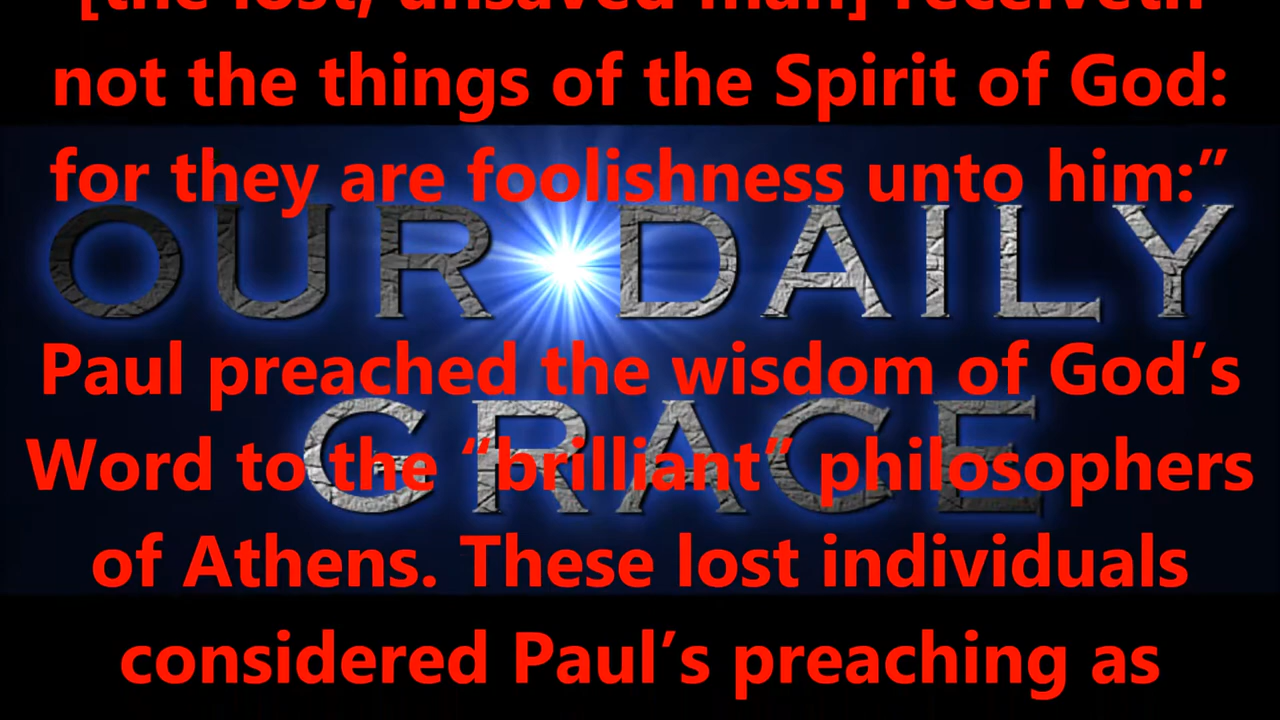 [the lost, unsaved man] receiveth
not the things of the Spirit of God:
for they are foolishness unto him:”
OUR DAILY
Paul preached the wisdom of God’s
GRACE
Word to the “brilliant” philosophers
of Athens. These lost individuals
considered Paul’s preaching as